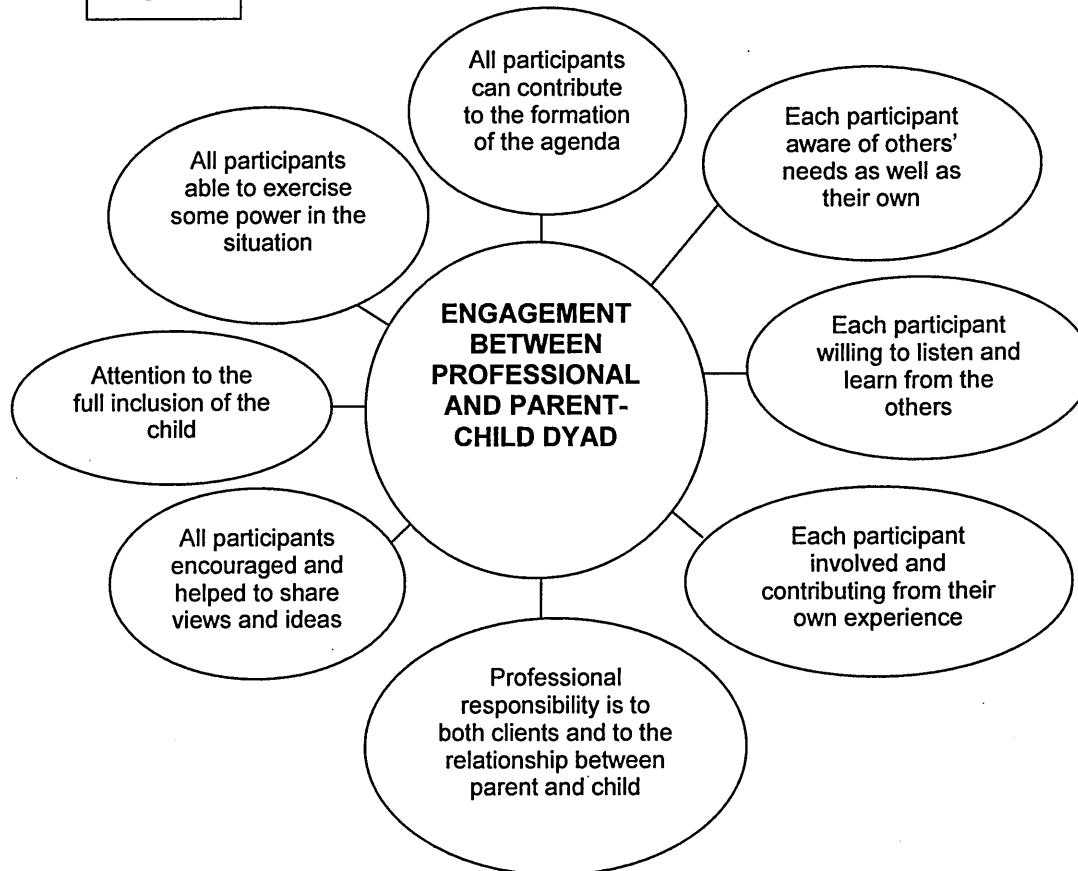 All participants
can contribute
to the formation
of the agenda
Each participant
aware of others'
needs as well as
their own
All participants
able to exercise
some power in the
situation
ENGAGEMENT
BETWEEN
PROFESSIONAL
AND PARENT-
CHILD DYAD
Each participant
willing to listen and
learn from the
others
Attention to the
full inclusion of the
child
All participants
encouraged and
helped to share
views and ideas
Each participant
involved and
contributing from their
own experience
Professional
responsibility is to
both clients and to the
relationship between
parent and child